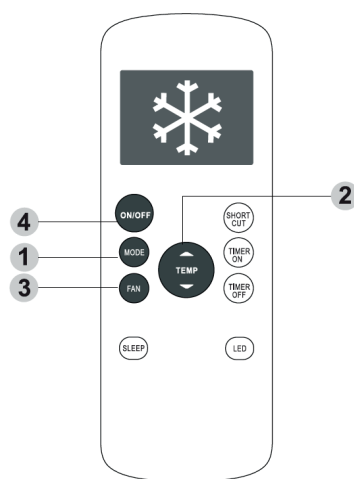 2
ON/OFF
SHORT
CUT
4
MODE
TIMER
ON
1
TEMP
FAN
TIMER
OFF
3
SLEEP
LED